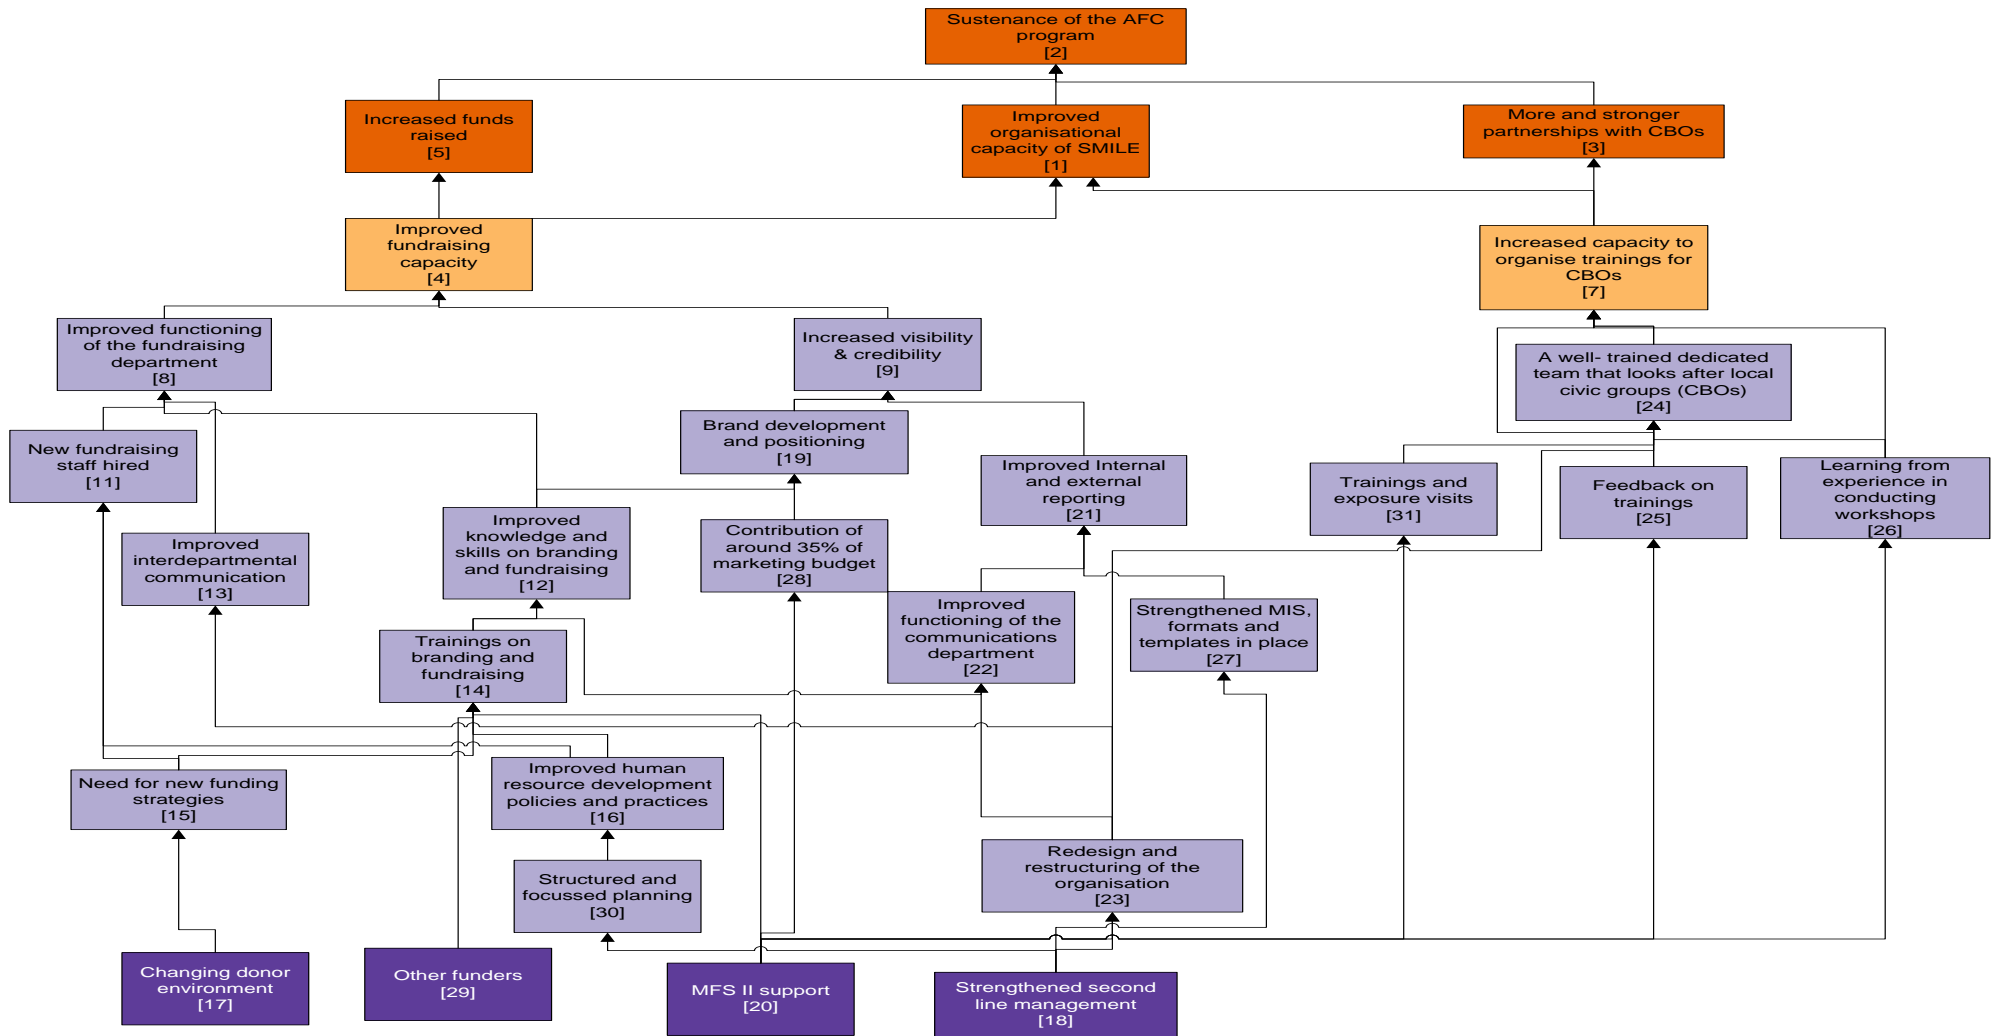 Sustenance of the AFC
program
[2]
Increased funds
raised
[5]
Improved
organisational
capacity of SMILE
[1]
More and stronger
partnerships with CBOs
[3]
Improved
fundraising
capacity
[4]
Increased capacity to
organise trainings for
CBOs
[7]
Improved functioning
of the fundraising
department
[8]
Increased visibility
& credibility
[9]
A well- trained dedicated
team that looks after local
civic groups (CBOs)
[24]
New fundraising
staff hired
[11]
Brand development
and positioning
[19]
Improved Internal
and external
reporting
[21]
Trainings and
exposure visits
[31]
Feedback on
trainings
[25]
Learning from
experience in
conducting
workshops
[26]
Improved
interdepartmental
communication
[13]
Improved
knowledge and
skills on branding
and fundraising
[12]
Contribution of
around 35% of
marketing budget
[28]
Improved
functioning of the
communications
department
[22]
Strengthened MIS,
formats and
templates in place
[27]
Trainings on
branding and
fundraising
[14]
Need for new funding
strategies
[15]
Improved human
resource development
policies and practices
[16]
Redesign and
restructuring of the
organisation
[23]
Structured and
focussed planning
[30]
Changing donor
environment
[17]
Other funders
[29]
MFS II support
[20]
Strengthened second
line management
[18]